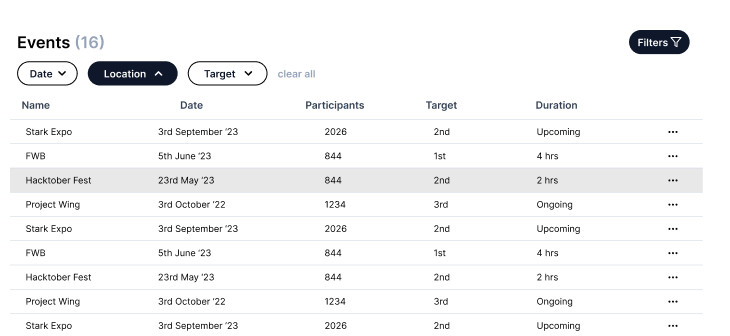 Events (16)
Filters
Date Location Target clear all
Name Date Participants Target Duration
Stark Expo 3rd September ‘23 2026 2nd Upcoming ···
FWB 5th June ‘23 844 1st 4 hrs ···
Hacktober Fest 23rd May ‘23 844 2nd 2 hrs ···
Project Wing 3rd October ‘22 1234 3rd Ongoing ···
Stark Expo 3rd September ‘23 2026 2nd Upcoming ···
FWB 5th June ‘23 844 1st 4 hrs ···
Hacktober Fest 23rd May ‘23 844 2nd 2 hrs ···
Project Wing 3rd October ‘22 1234 3rd Ongoing ···
Stark Expo 3rd September ‘23 2026 2nd Upcoming ···